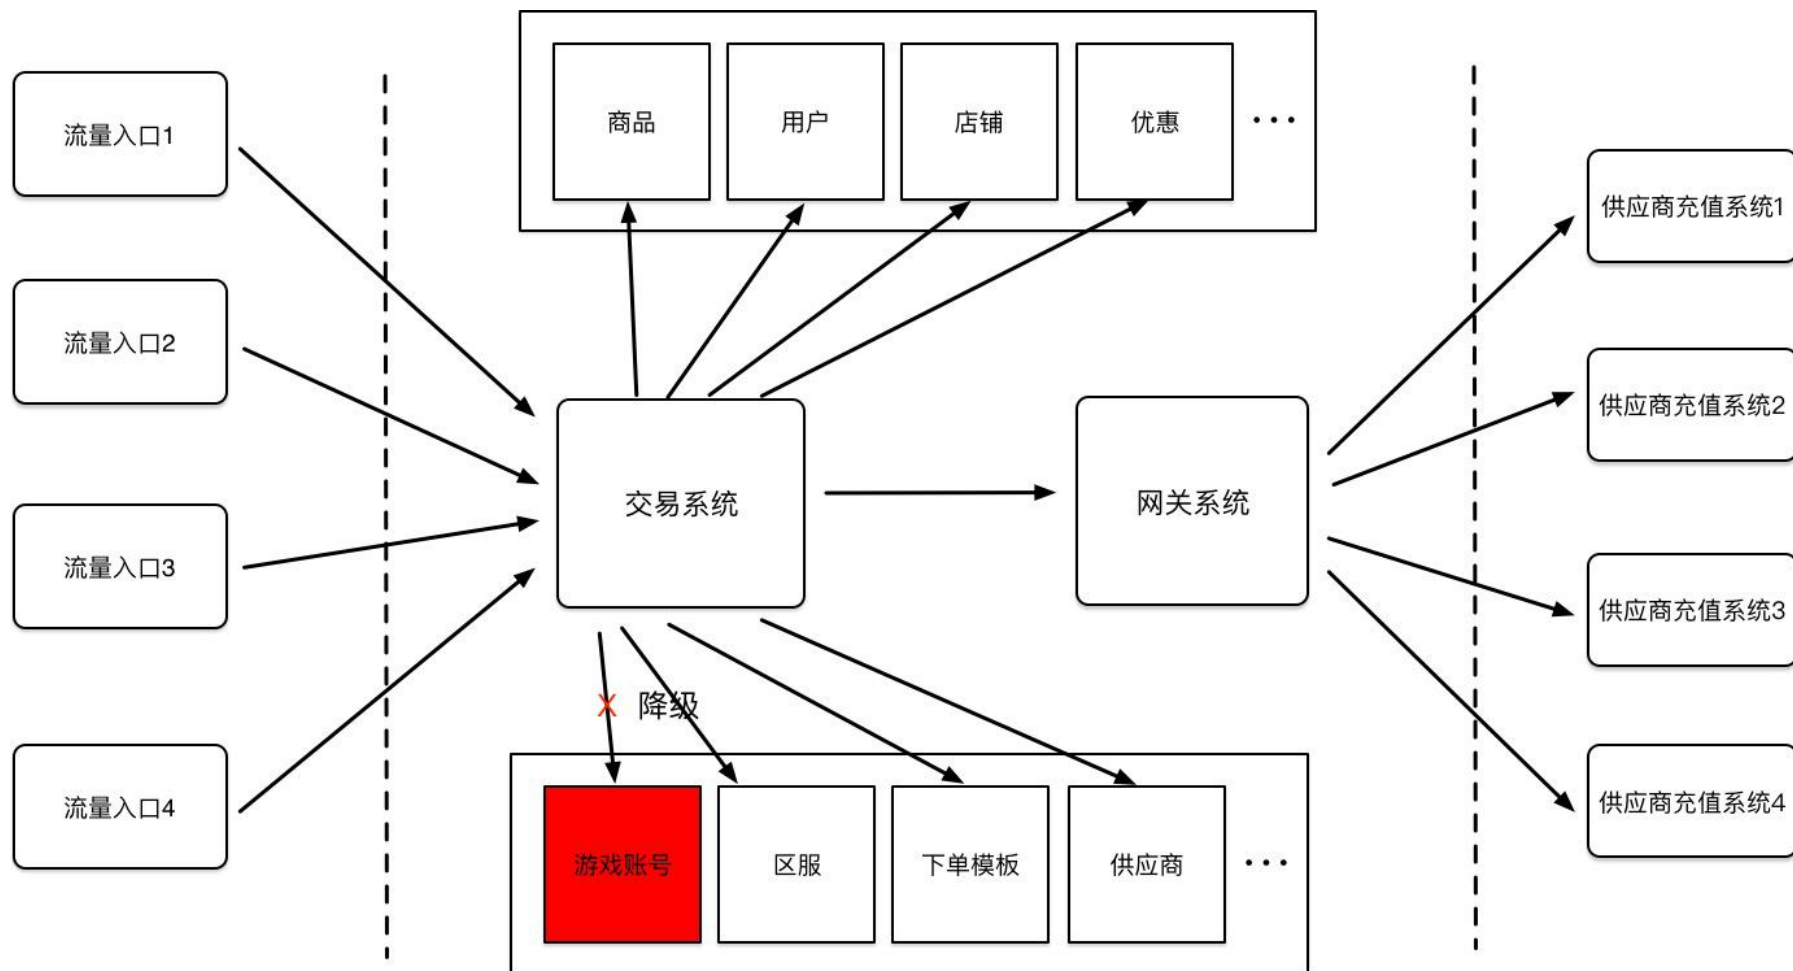 商品
用户
店铺
优惠
...
流量入口1
流量入口2
流量入口3
流量入口4
交易系统
网关系统
供应商充值系统1
供应商充值系统2
供应商充值系统3
供应商充值系统4
X 降级
游戏账号
区服
下单模板
供应商
...